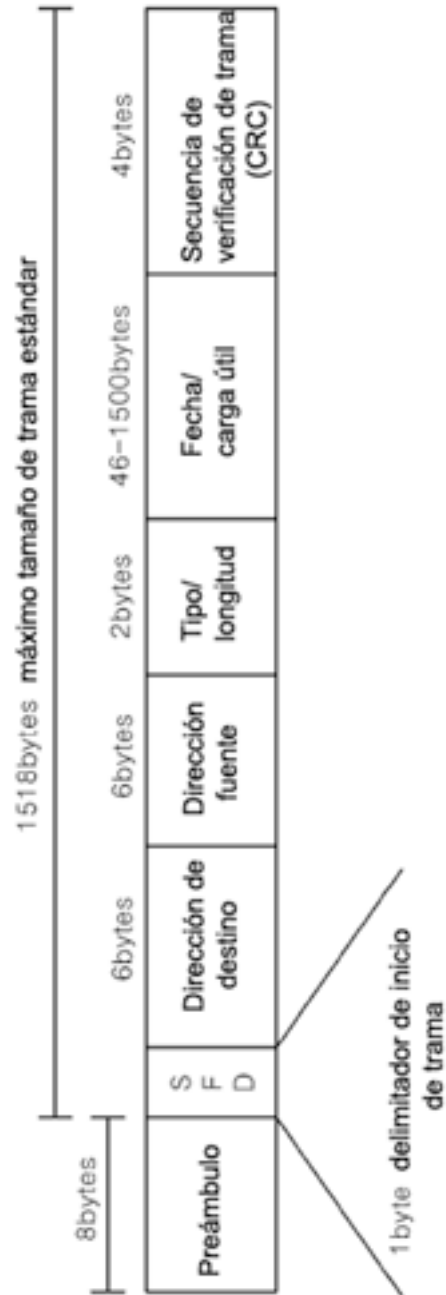 1518bytes máximo tamaño de trama estándar
8bytes
6bytes
6bytes
2bytes
46-1500bytes
4bytes
Preámbulo
S
F
D
Dirección de
destino
Dirección
fuente
Tipo/
longitud
Fecha/
carga útil
Secuencia de
verificación de trama
(CRC)
1byte delimitador de inicio
de trama